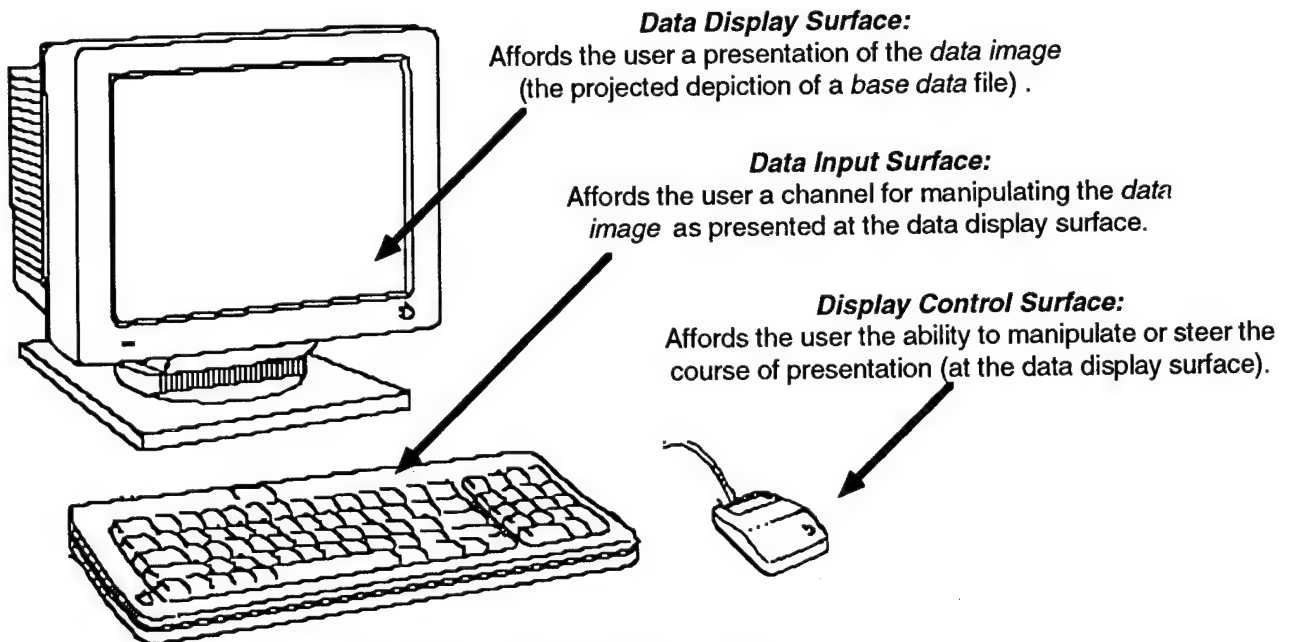 Data Display Surface:
Affords the user a presentation of the data image
(the projected depiction of a base data file) .
Data Input Surface:
Affords the user a channel for manipulating the data
image as presented at the data display surface.
Display Control Surface:
Affords the user the ability to manipulate or steer the
course of presentation (at the data display surface).